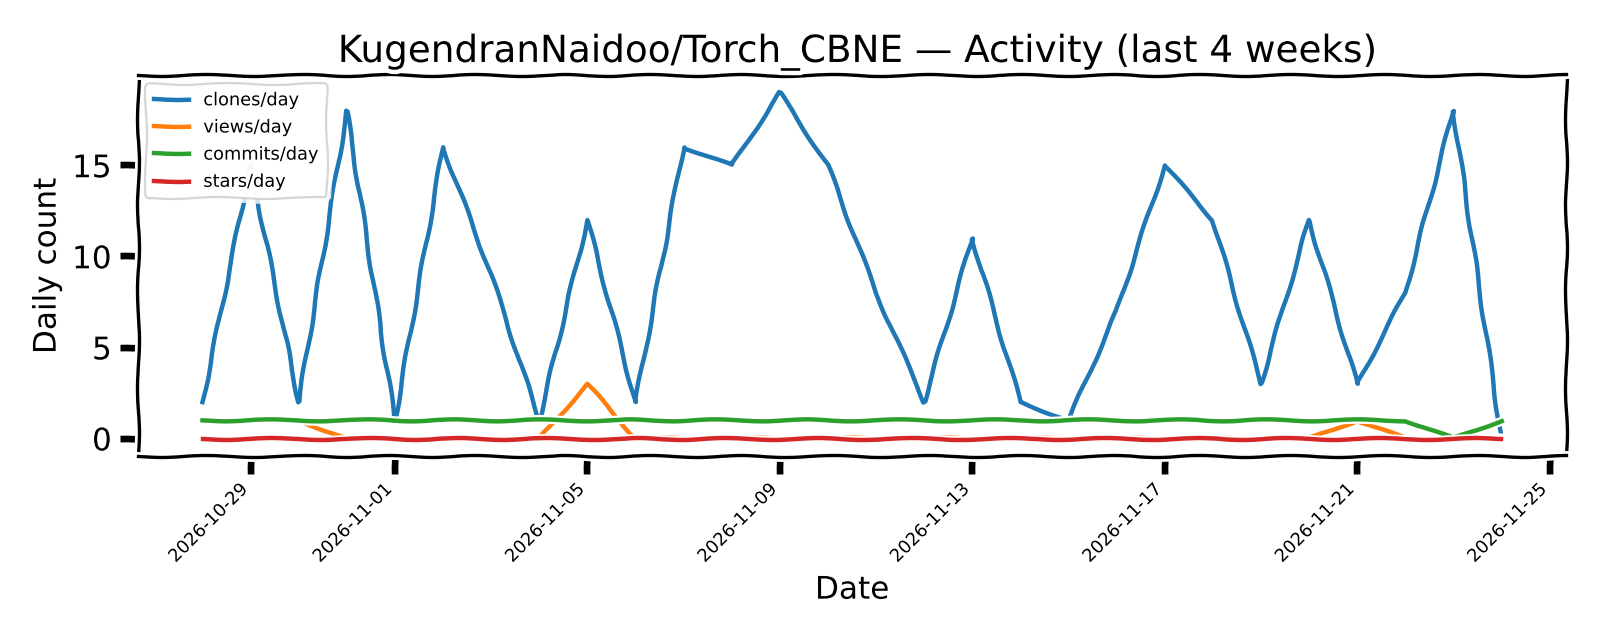 KugendranNaidoo/Torch_CBNE — Activity (last 4 weeks)
clones/day
views/day
commits/day
stars/day
Daily count
15
10
5
0
2026-10-29
2026-11-01
2026-11-05
2026-11-09
2026-11-13
2026-11-17
2026-11-21
2026-11-25
Date